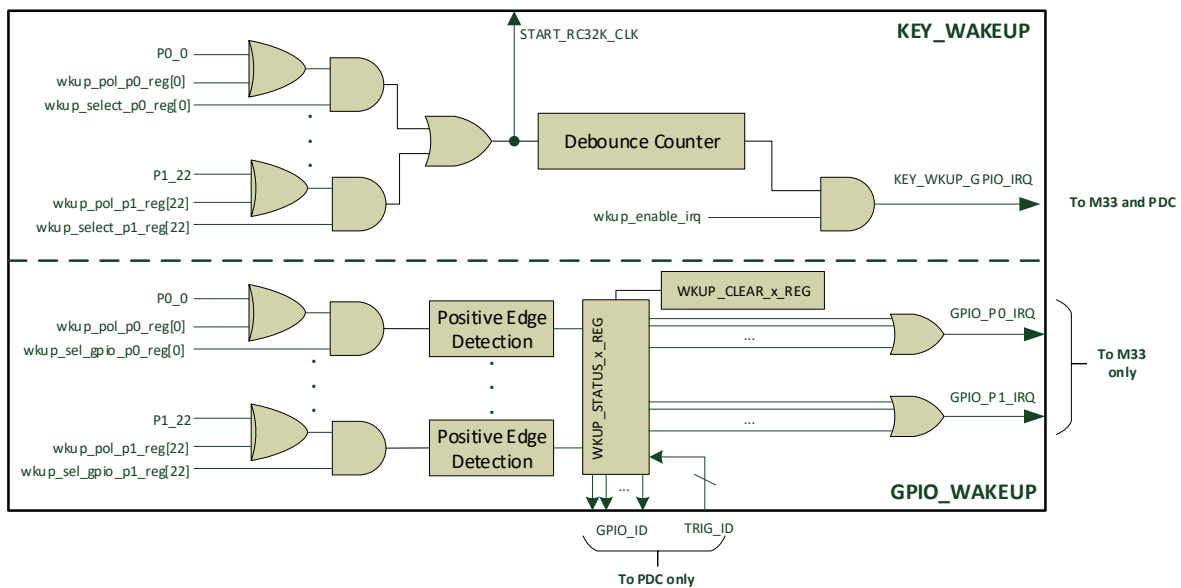 KEY_WAKEUP
START_RC32K_CLK
P0_0
wkup_pol_p0_reg[0]
wkup_select_p0_reg[0]
Debounce Counter
P1_22
wkup_pol_p1_reg[22]
wkup_select_p1_reg[22]
wkup_enable_irq
KEY_WKUP_GPIO_IRQ
To M33 and PDC
P0_0
wkup_pol_p0_reg[0]
wkup_sel_gpio_p0_reg[0]
Positive Edge
Detection
WKUP_STATUS_x_REG
WKUP_CLEAR_x_REG
...
GPIO_P0_IRQ
To M33
only
P1_22
wkup_pol_p1_reg[22]
wkup_sel_gpio_p1_reg[22]
Positive Edge
Detection
...
GPIO_P1_IRQ
...
GPIO_WAKEUP
GPIO_ID
TRIG_ID
To PDC only